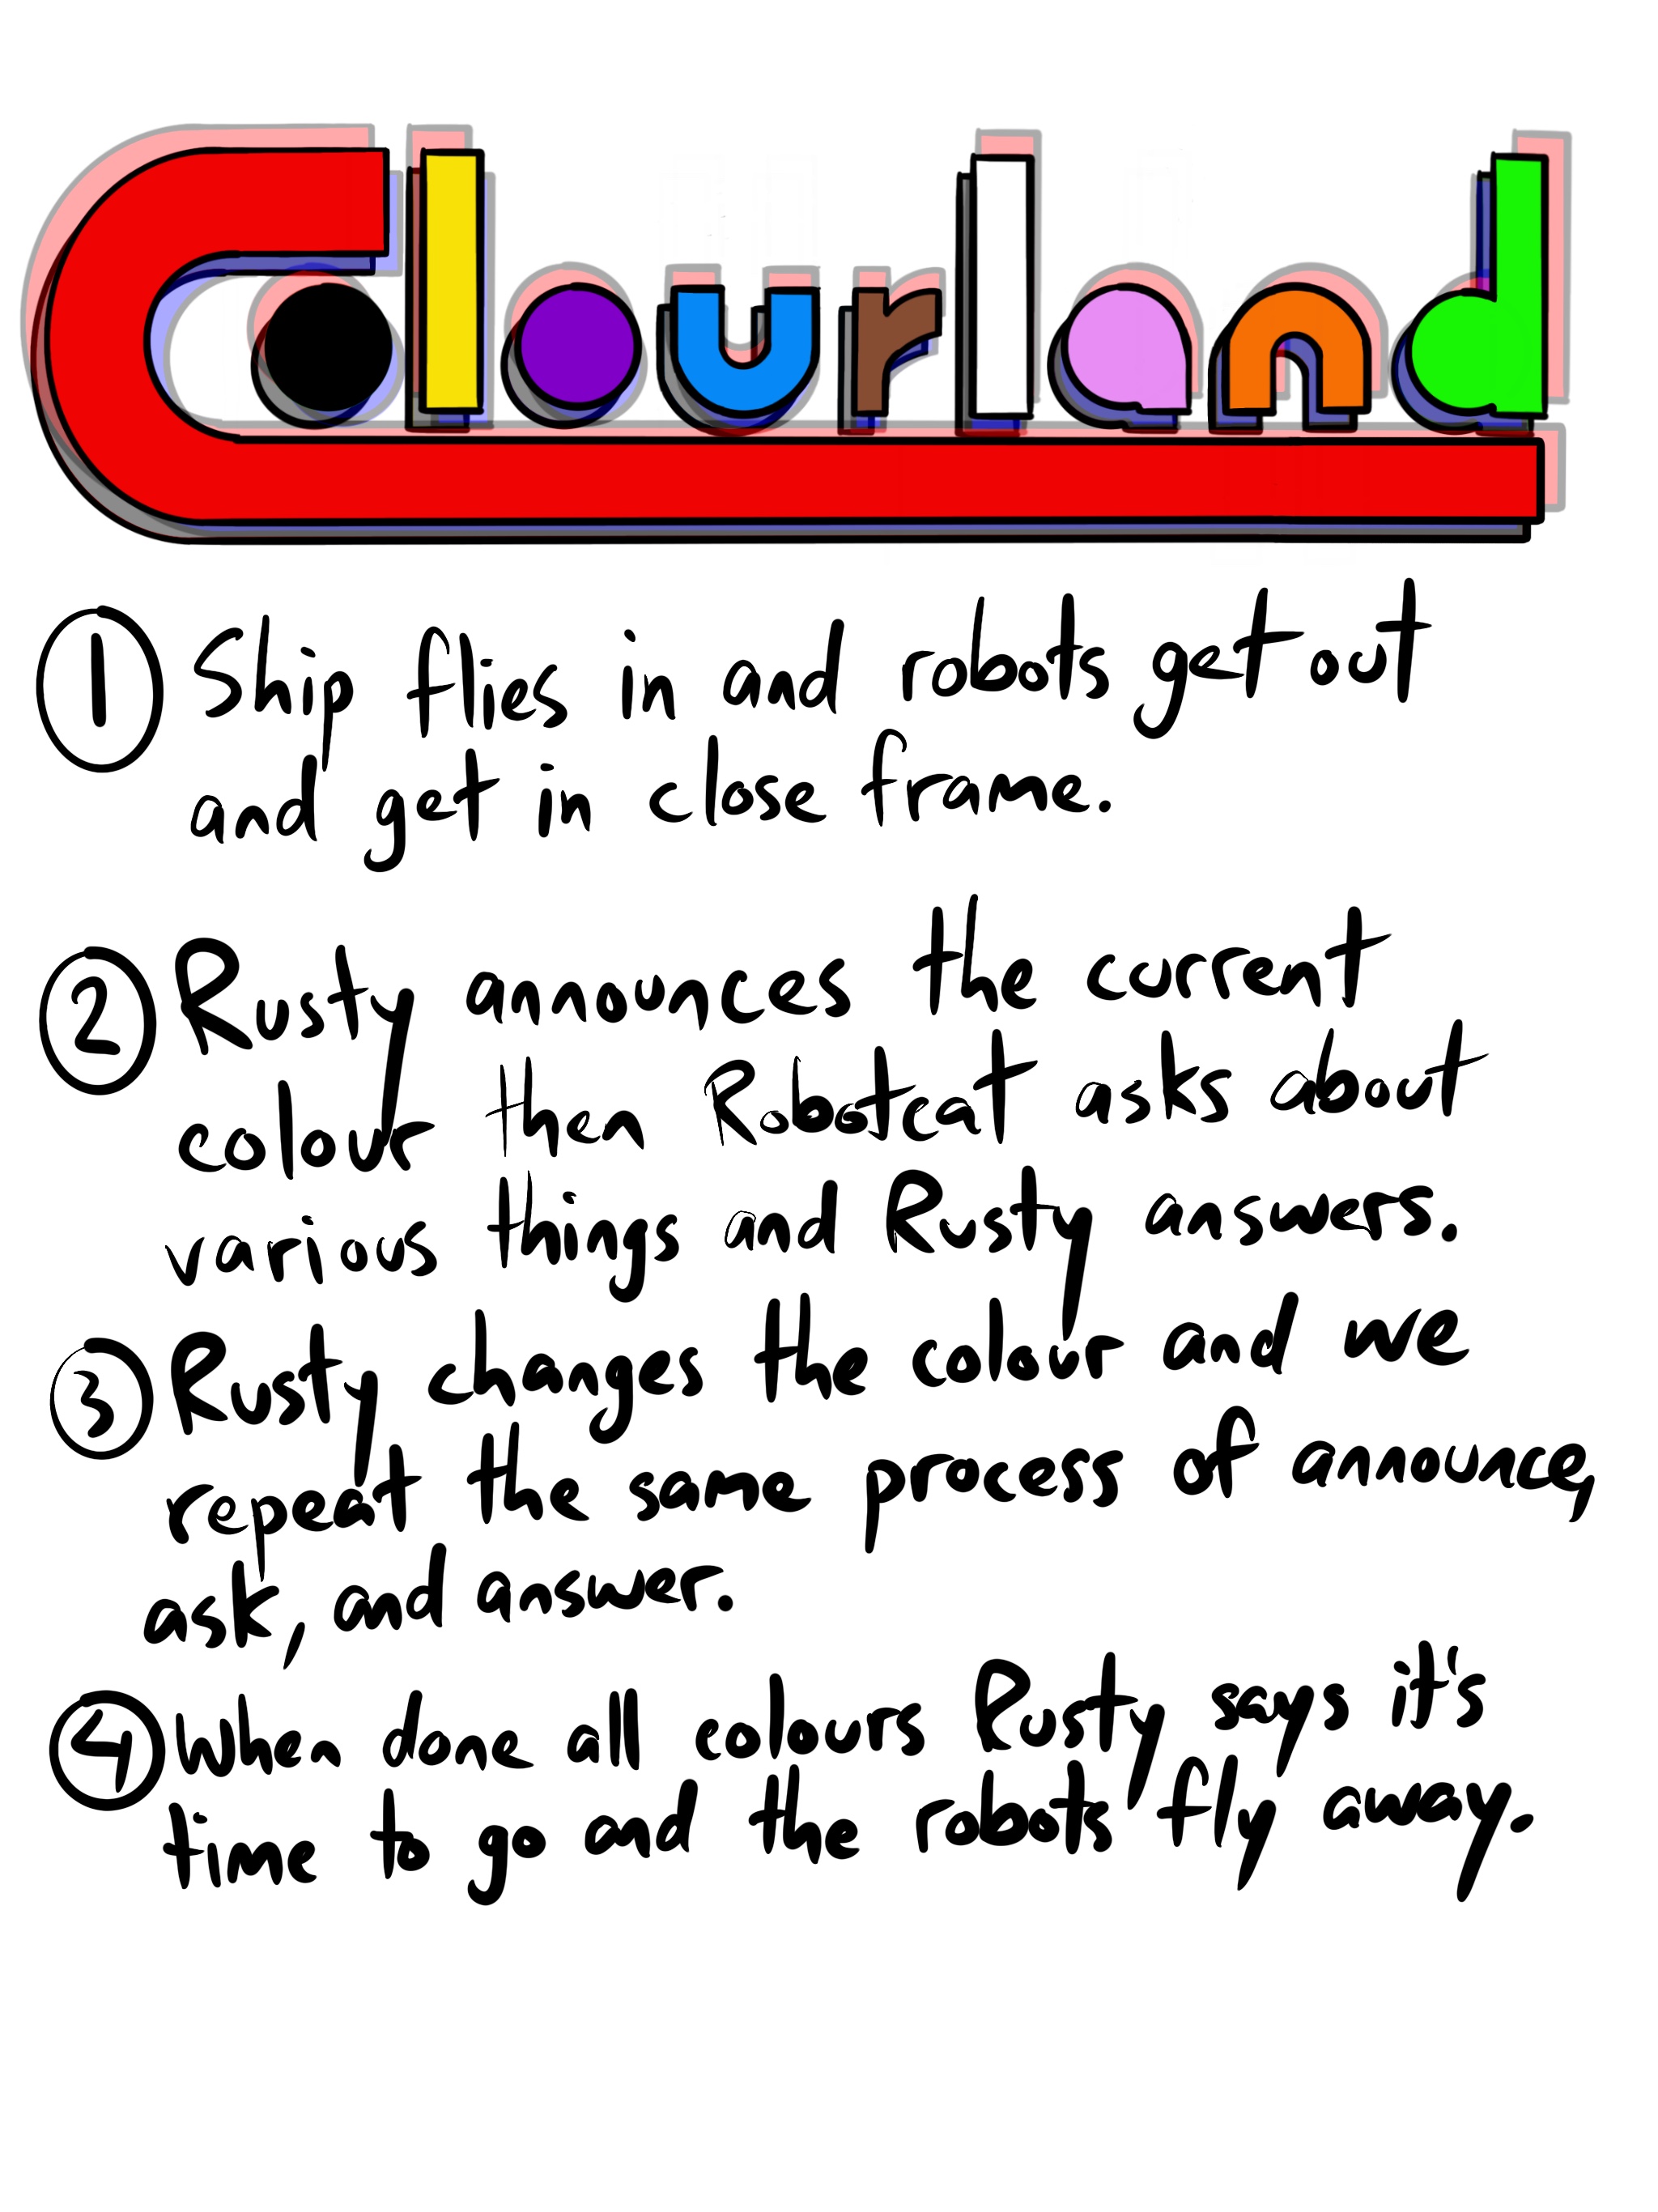 Colourland
1 Ship flies in and robots get out
and get in close frame.
2 Rusty announces the current
colour then Robotcat asks about
various things and Rusty answers.
3 Rusty changes the colour and we
repeat the same process of announce,
ask, and answer.
4 When done all colours Rusty says it's
time to go and the robots fly away.